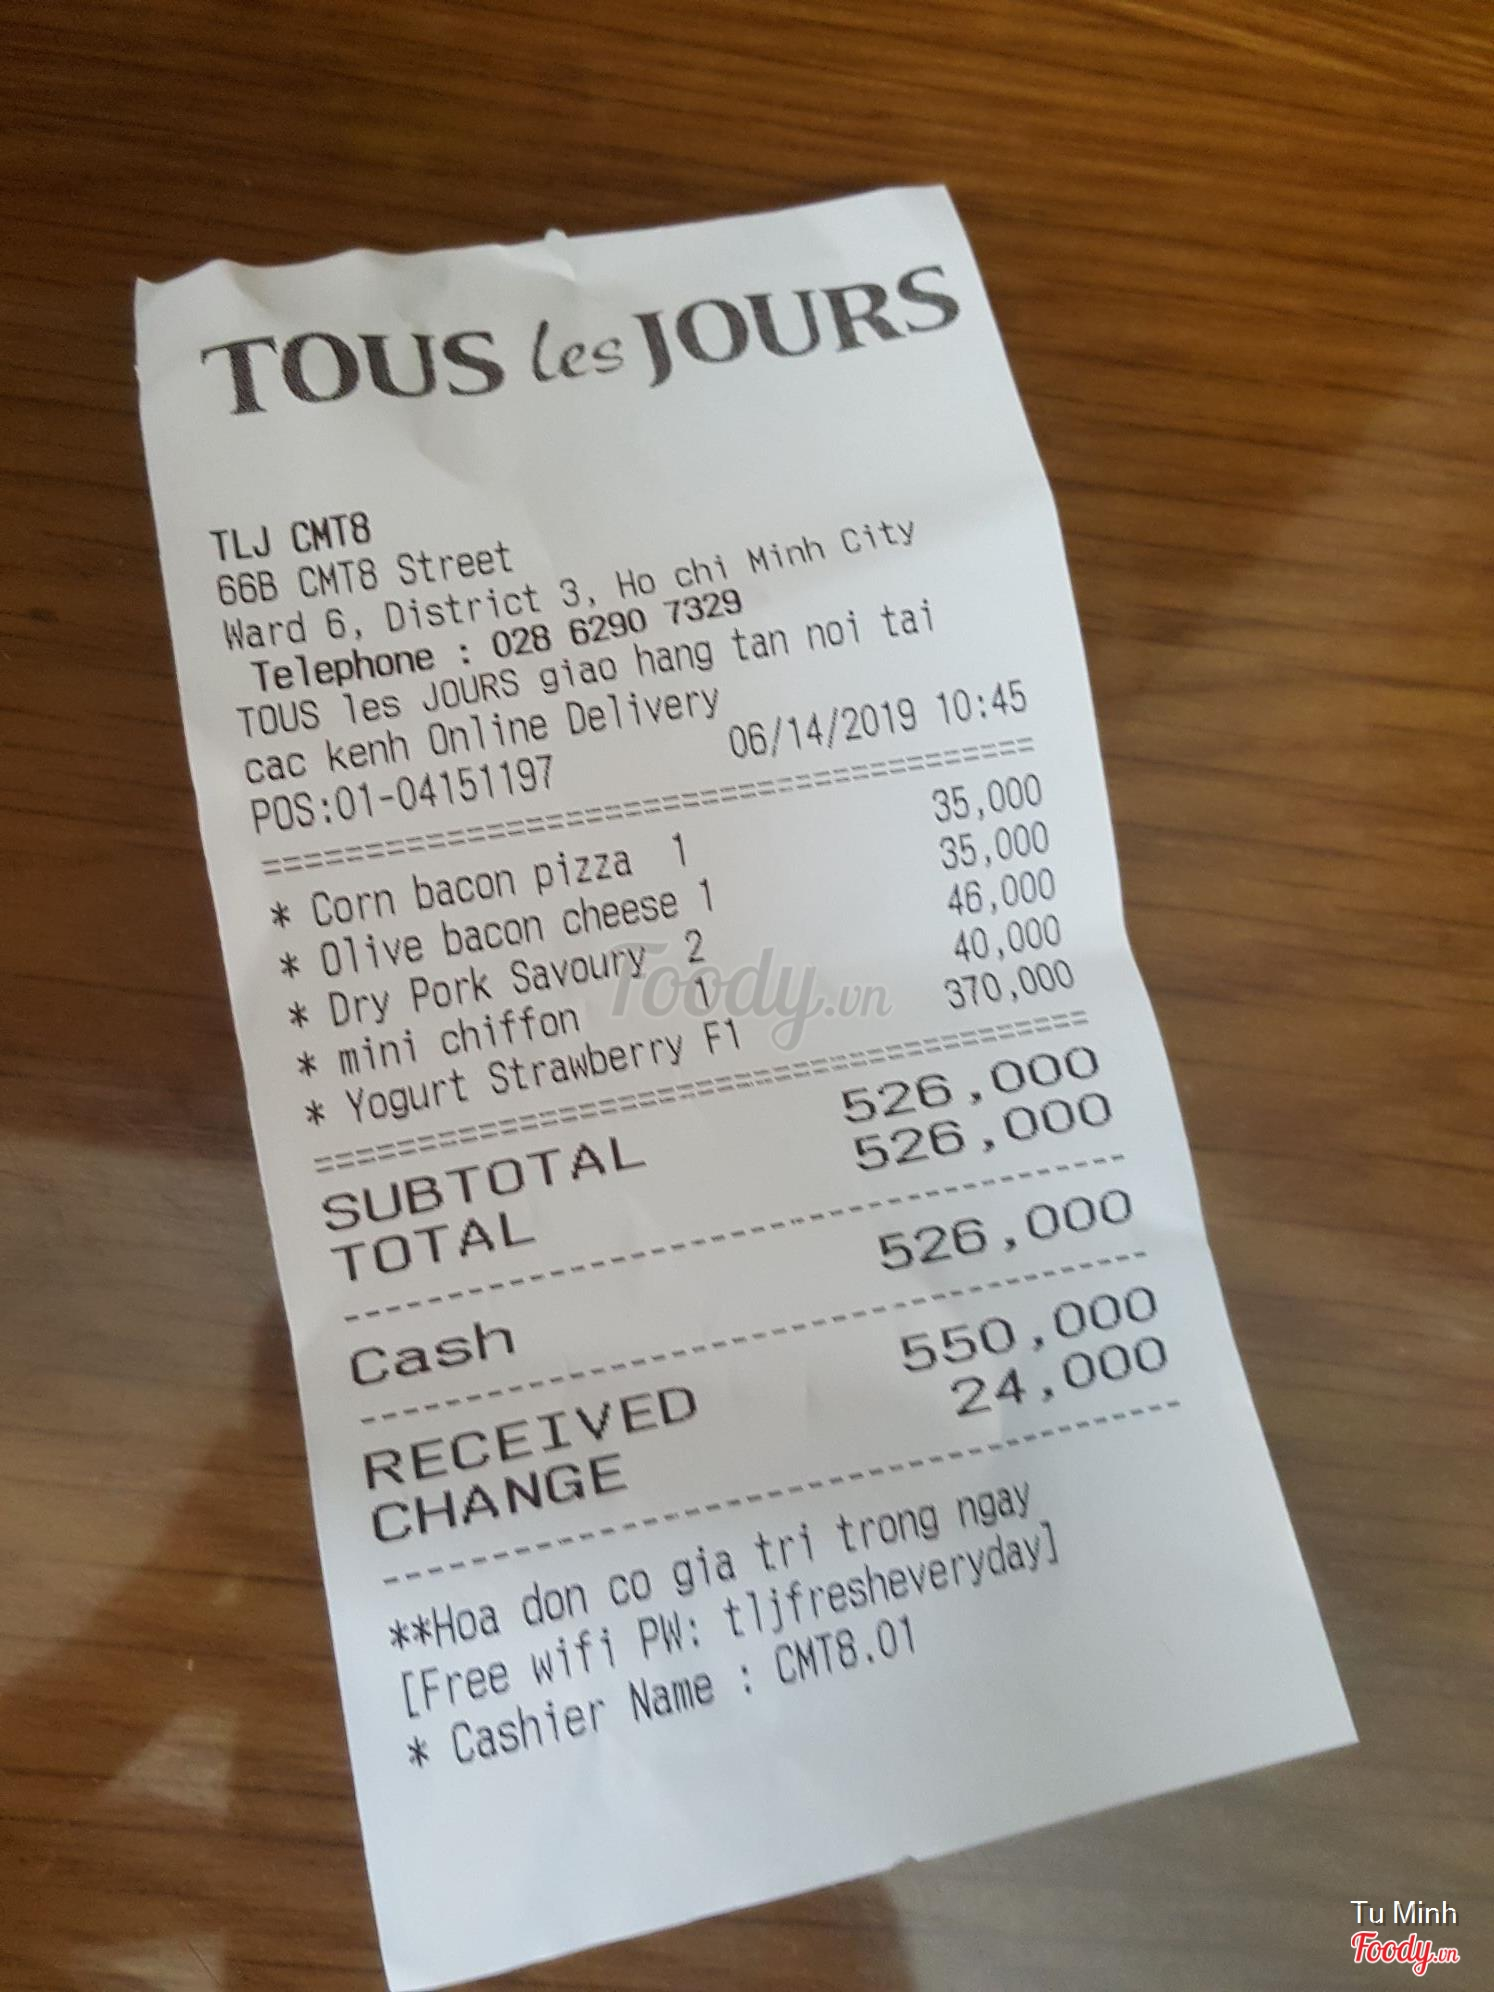 TOUS les JOURS
TLJ CMT8
66B CMT8 Street
Ward 6, District 3, Ho chi Minh City
Telephone : 028 6290 7329
TOUS les JOURS giao hang tan noi tai
cac kenh Online Delivery
POS:01-04151197 06/14/2019 10:45
====================================
* Corn bacon pizza 1 35,000
* Olive bacon cheese 1 35,000
* Dry Pork Savoury 2 46,000
* mini chiffon 1 40,000
* Yogurt Strawberry F1 370,000
====================================
SUBTOTAL 526,000
TOTAL 526,000
------------------------------------
Cash 526,000
------------------------------------
RECEIVED 550,000
CHANGE 24,000
------------------------------------
**Hoa don co gia tri trong ngay
[Free wifi PW: tljfresheveryday]
* Cashier Name : CMT8.01
Foody.vn
Tu Minh
Foody.vn